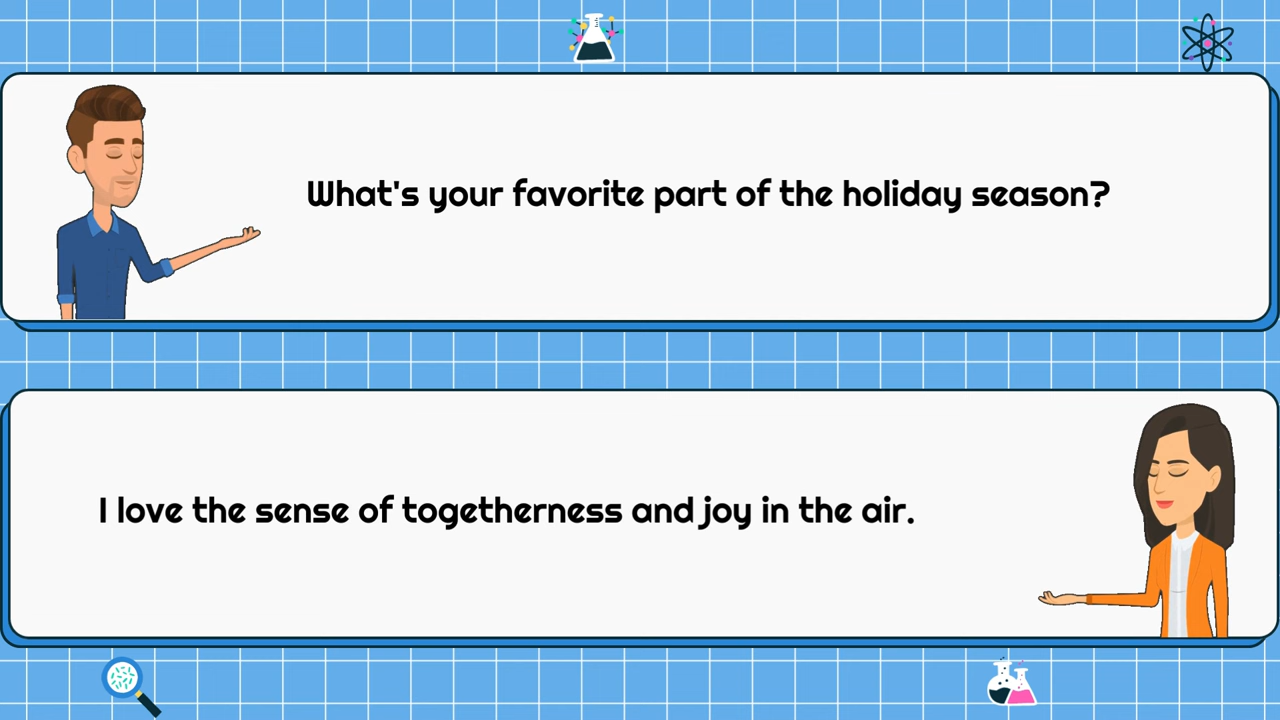 What's your favorite part of the holiday season?
I love the sense of togetherness and joy in the air.